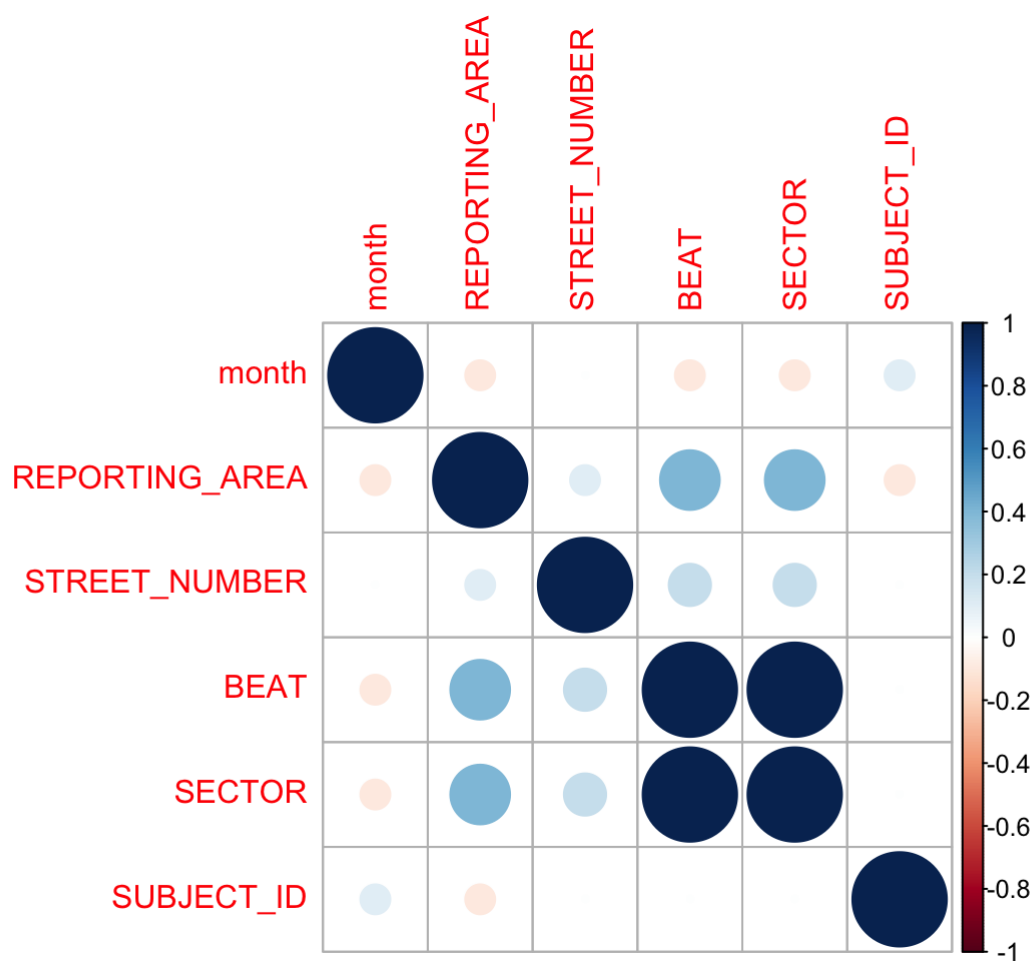 month
REPORTING_AREA
STREET_NUMBER
BEAT
SECTOR
SUBJECT_ID
month
REPORTING_AREA
STREET_NUMBER
BEAT
SECTOR
SUBJECT_ID
1
0.8
0.6
0.4
0.2
0
-0.2
-0.4
-0.6
-0.8
-1